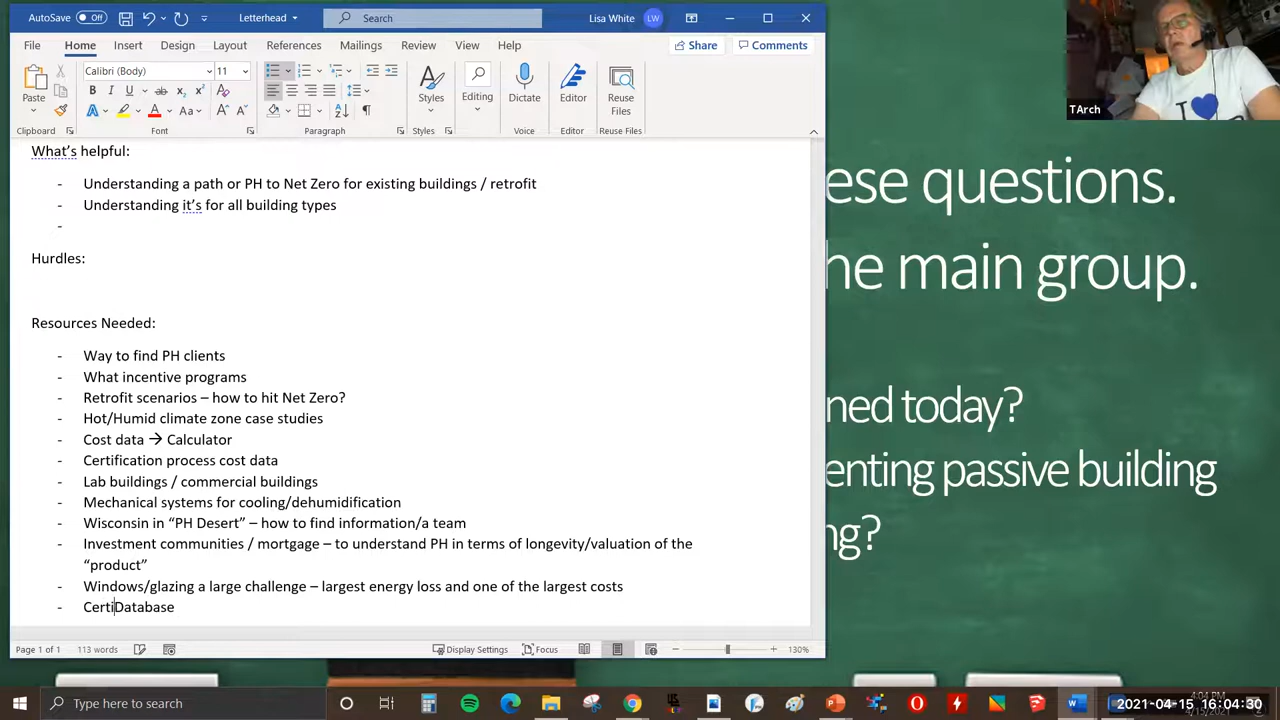 AutoSave Off Letterhead Search Lisa White LW
File Home Insert Design Layout References Mailings Review View Help Share Comments
Calibri (Body) 11
Paste Styles Editing Dictate Editor Reuse Files
Clipboard Font Paragraph Styles Voice Editor Reuse Files
TArch
I
What's helpful:
- Understanding a path or PH to Net Zero for existing buildings / retrofit
- Understanding it's for all building types
-
Hurdles:
Resources Needed:
- Way to find PH clients
- What incentive programs
- Retrofit scenarios – how to hit Net Zero?
- Hot/Humid climate zone case studies
- Cost data → Calculator
- Certification process cost data
- Lab buildings / commercial buildings
- Mechanical systems for cooling/dehumidification
- Wisconsin in “PH Desert” – how to find information/a team
- Investment communities / mortgage – to understand PH in terms of longevity/valuation of the
“product”
- Windows/glazing a large challenge – largest energy loss and one of the largest costs
- CertiDatabase
ese questions.
he main group.
ned today?
enting passive building
ng?
Page 1 of 1 113 words Display Settings Focus 130%
Type here to search
4:04 PM
4/15/2021
2021-04-15 16:04:30